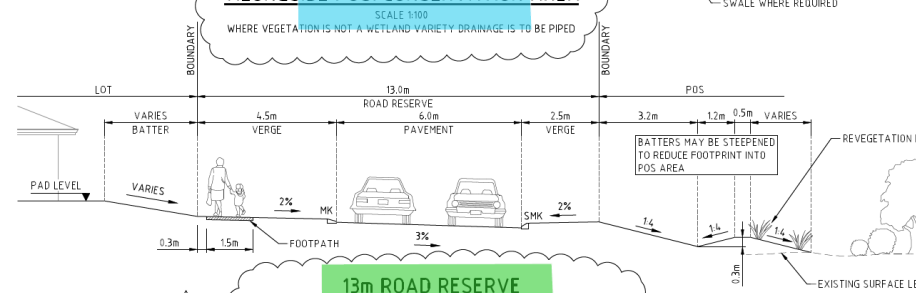 SWALE WHERE REQUIRED
SCALE 1:100
WHERE VEGETATION IS NOT A WETLAND VARIETY DRAINAGE IS TO BE PIPED
BOUNDARY
BOUNDARY
LOT
13.0m
POS
ROAD RESERVE
VARIES
4.5m
6.0m
2.5m
3.2m
1.2m
0.5m
VARIES
BATTER
VERGE
PAVEMENT
VERGE
BATTERS MAY BE STEEPENED
TO REDUCE FOOTPRINT INTO
POS AREA
REVEGETATION
PAD LEVEL
VARIES
2%
MK
SMK
2%
1:4
1:4
1:4
3%
0.3m
1.5m
FOOTPATH
0.3m
EXISTING SURFACE
13m ROAD RESERVE